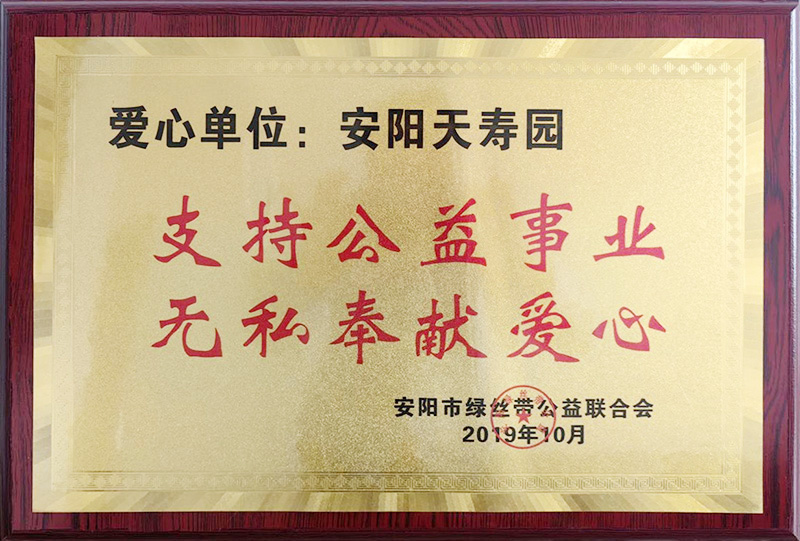 爱心单位：安阳天寿园
支持公益事业
无私奉献爱心
安阳市绿丝带公益联合会
2019年10月